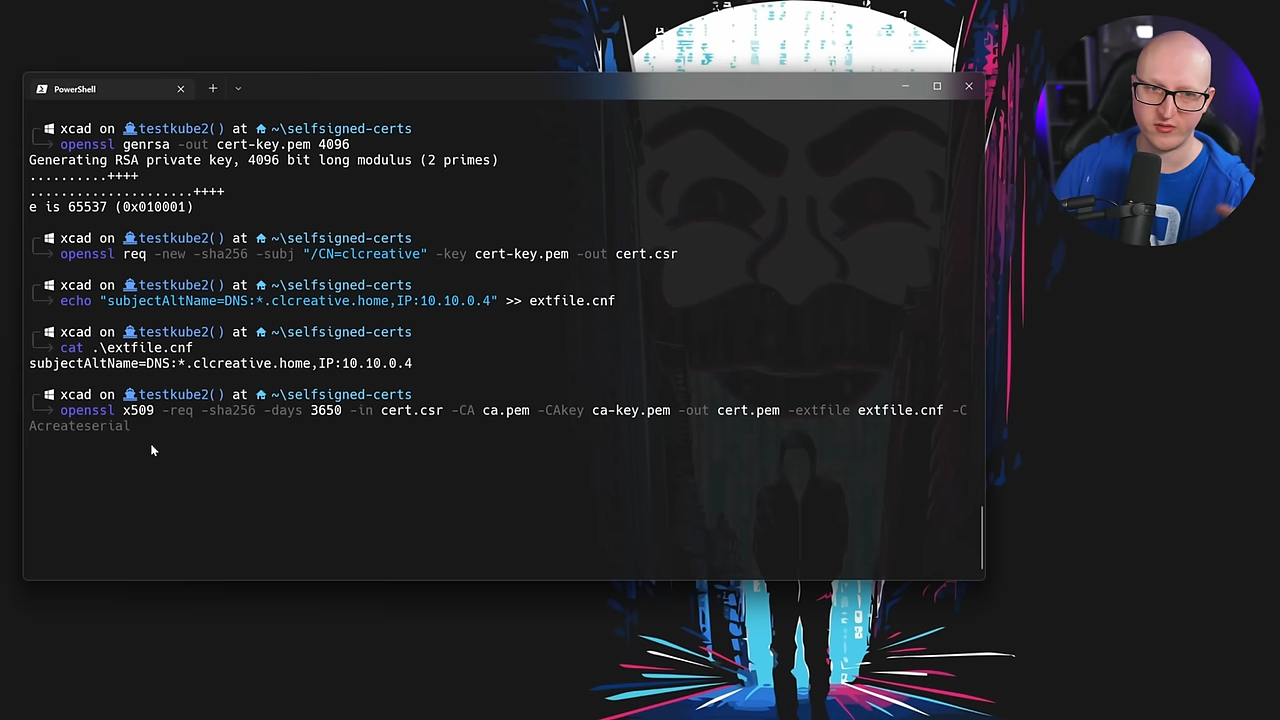 PowerShell
xcad on testkube2() at ~\selfsigned-certs
openssl genrsa -out cert-key.pem 4096
Generating RSA private key, 4096 bit long modulus (2 primes)
..........++++
.....................++++
e is 65537 (0x010001)
xcad on testkube2() at ~\selfsigned-certs
openssl req -new -sha256 -subj "/CN=clcreative" -key cert-key.pem -out cert.csr
xcad on testkube2() at ~\selfsigned-certs
echo "subjectAltName=DNS:*.clcreative.home,IP:10.10.0.4" >> extfile.cnf
xcad on testkube2() at ~\selfsigned-certs
cat .\extfile.cnf
subjectAltName=DNS:*.clcreative.home,IP:10.10.0.4
xcad on testkube2() at ~\selfsigned-certs
openssl x509 -req -sha256 -days 3650 -in cert.csr -CA ca.pem -CAkey ca-key.pem -out cert.pem -extfile extfile.cnf -C
Acreateserial